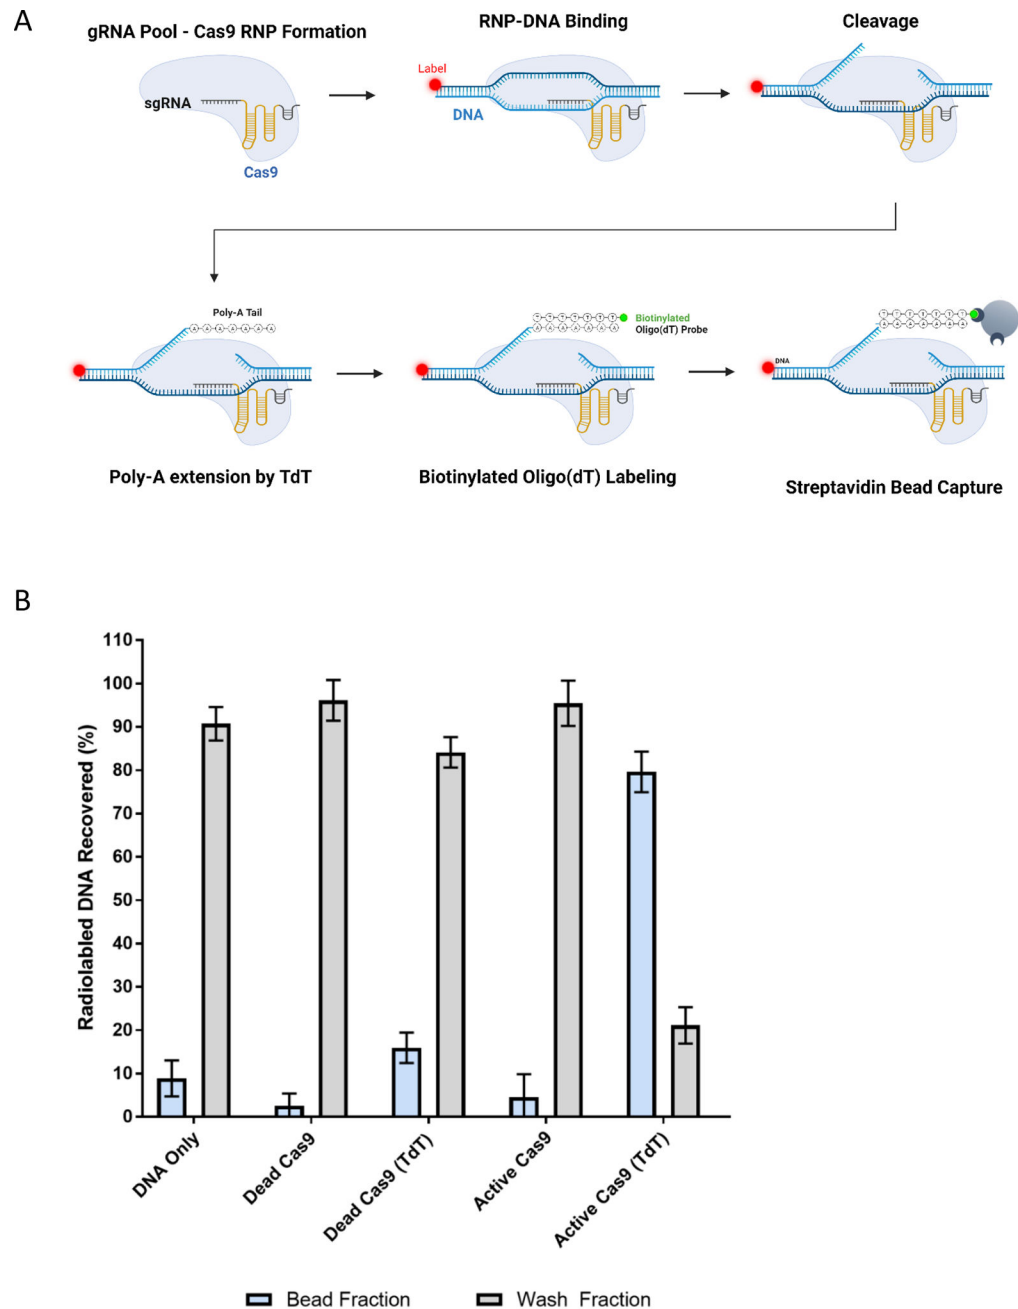 A
gRNA Pool - Cas9 RNP Formation
RNP-DNA Binding
Cleavage
sgRNA
Cas9
Label
DNA
Poly-A Tail
A A A A A A A
T T T T T T T
A A A A A A A
Biotinylated
Oligo(dT) Probe
T T T T T T T
A A A A A A A
DNA
Poly-A extension by TdT
Biotinylated Oligo(dT) Labeling
Streptavidin Bead Capture
B
Radiolabled DNA Recovered (%)
110
100
90
80
70
60
50
40
30
20
10
0
DNA Only
Dead Cas9
Dead Cas9 (TdT)
Active Cas9
Active Cas9 (TdT)
Bead Fraction
Wash Fraction